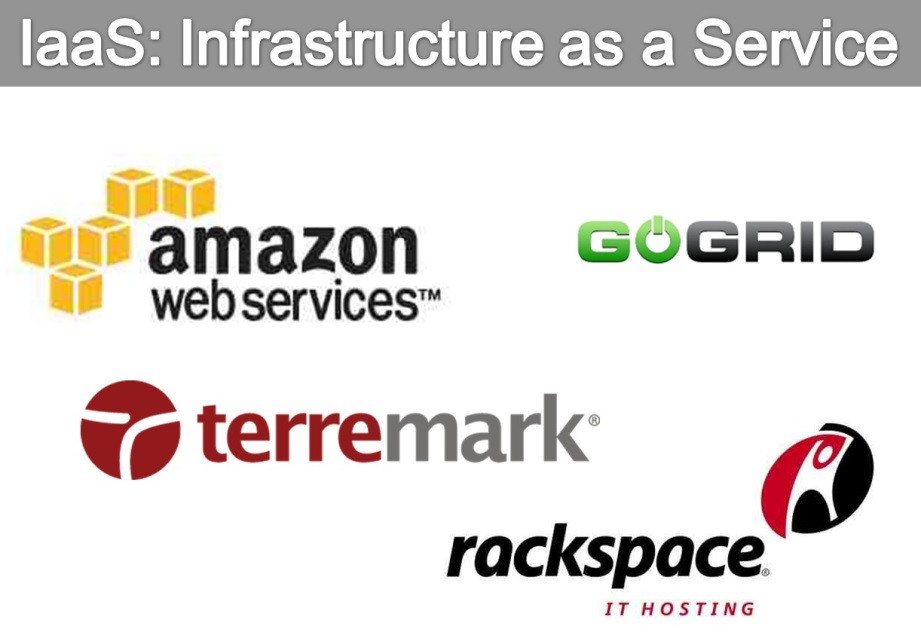 IaaS: Infrastructure as a Service
amazon
web services™
GOGRID
terremark®
rackspace®
IT HOSTING